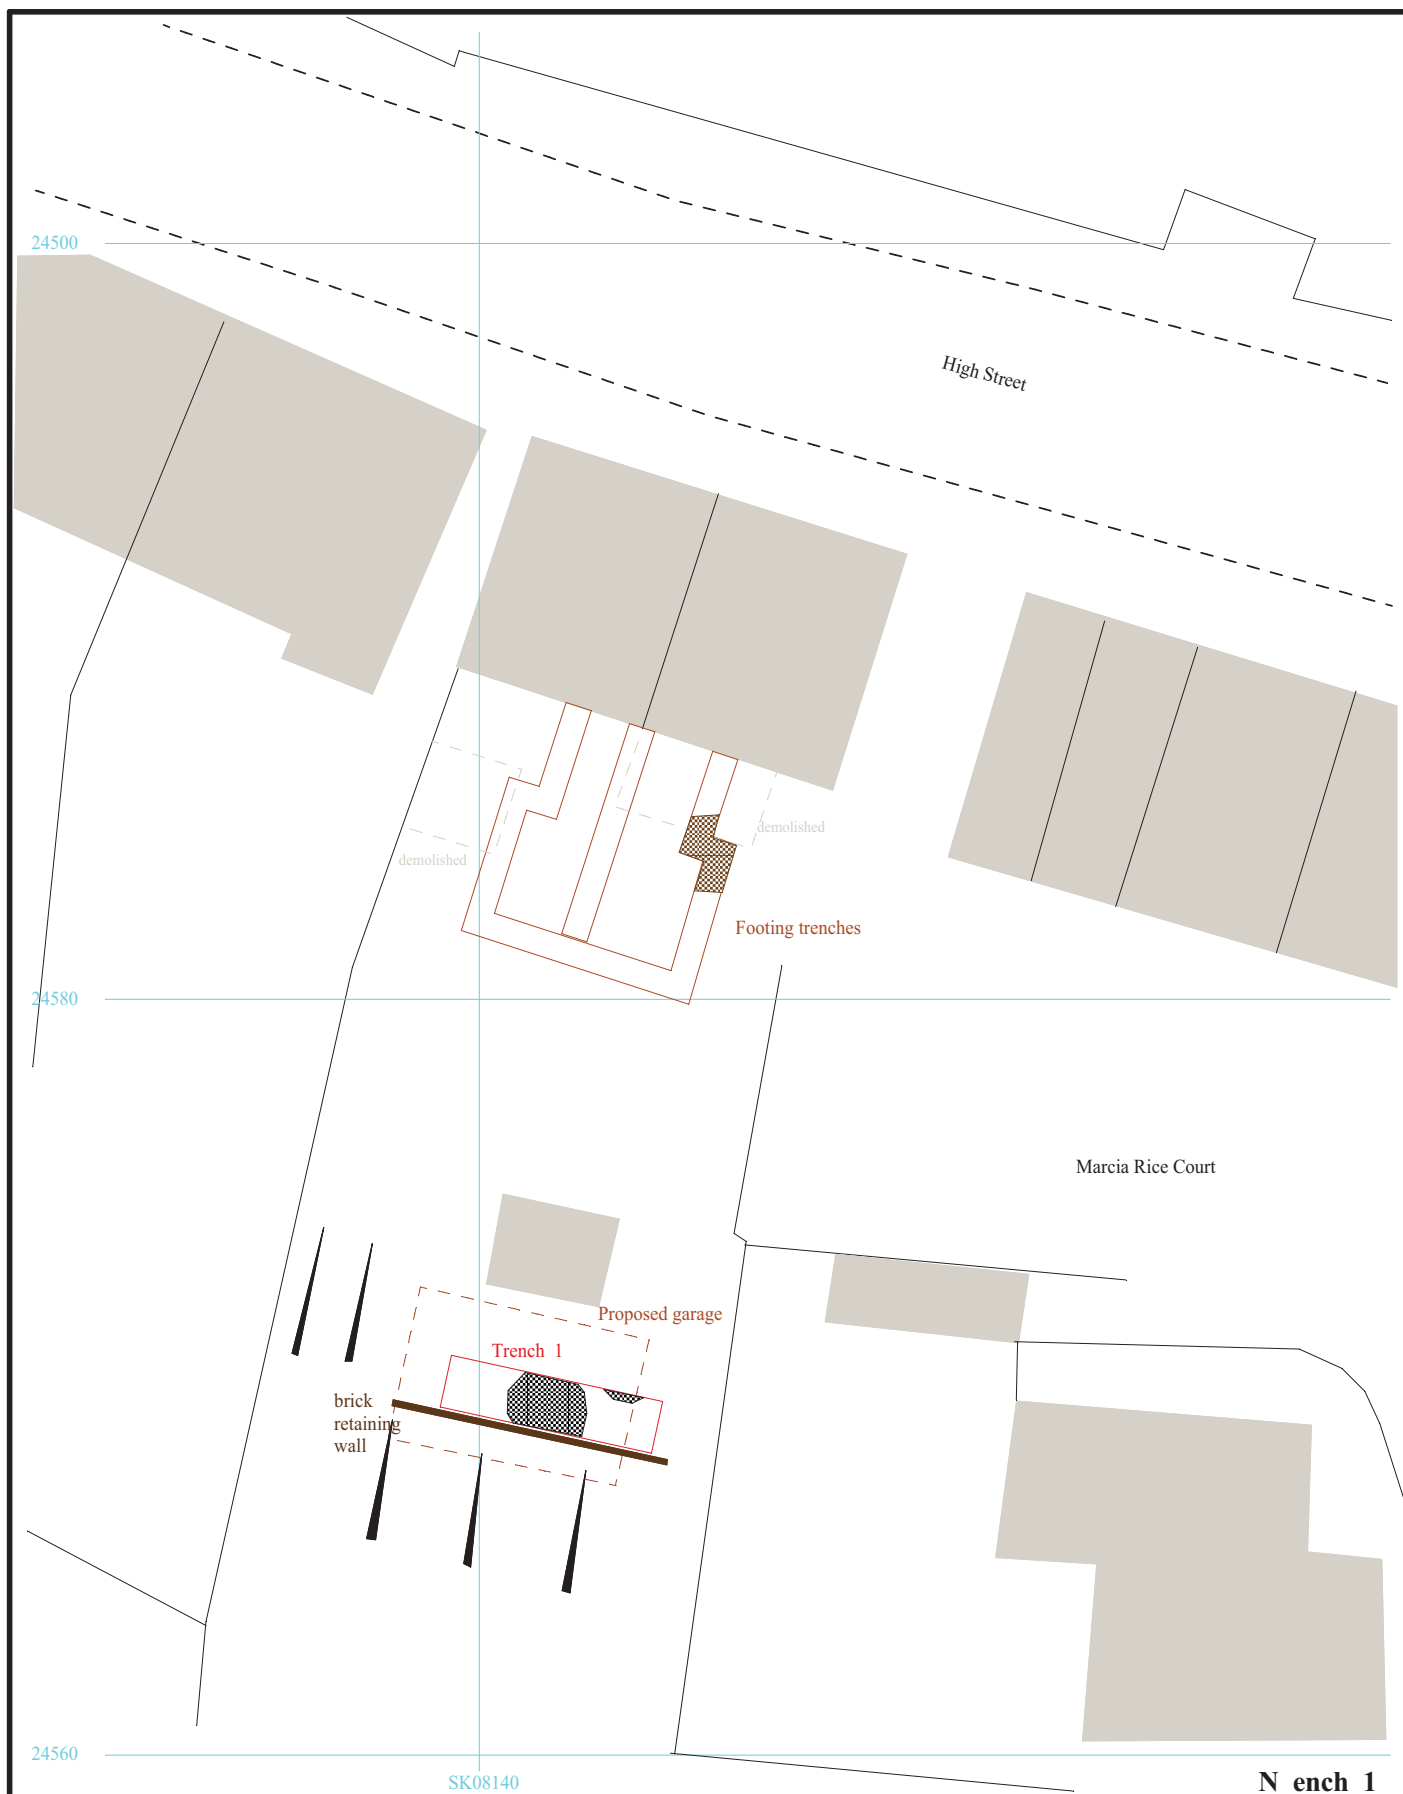 24500
High Street
demolished
demolished
Footing trenches
24580
Marcia Rice Court
Proposed garage
Trench 1
brick
retaining
wall
24560
SK08140
N ench 1